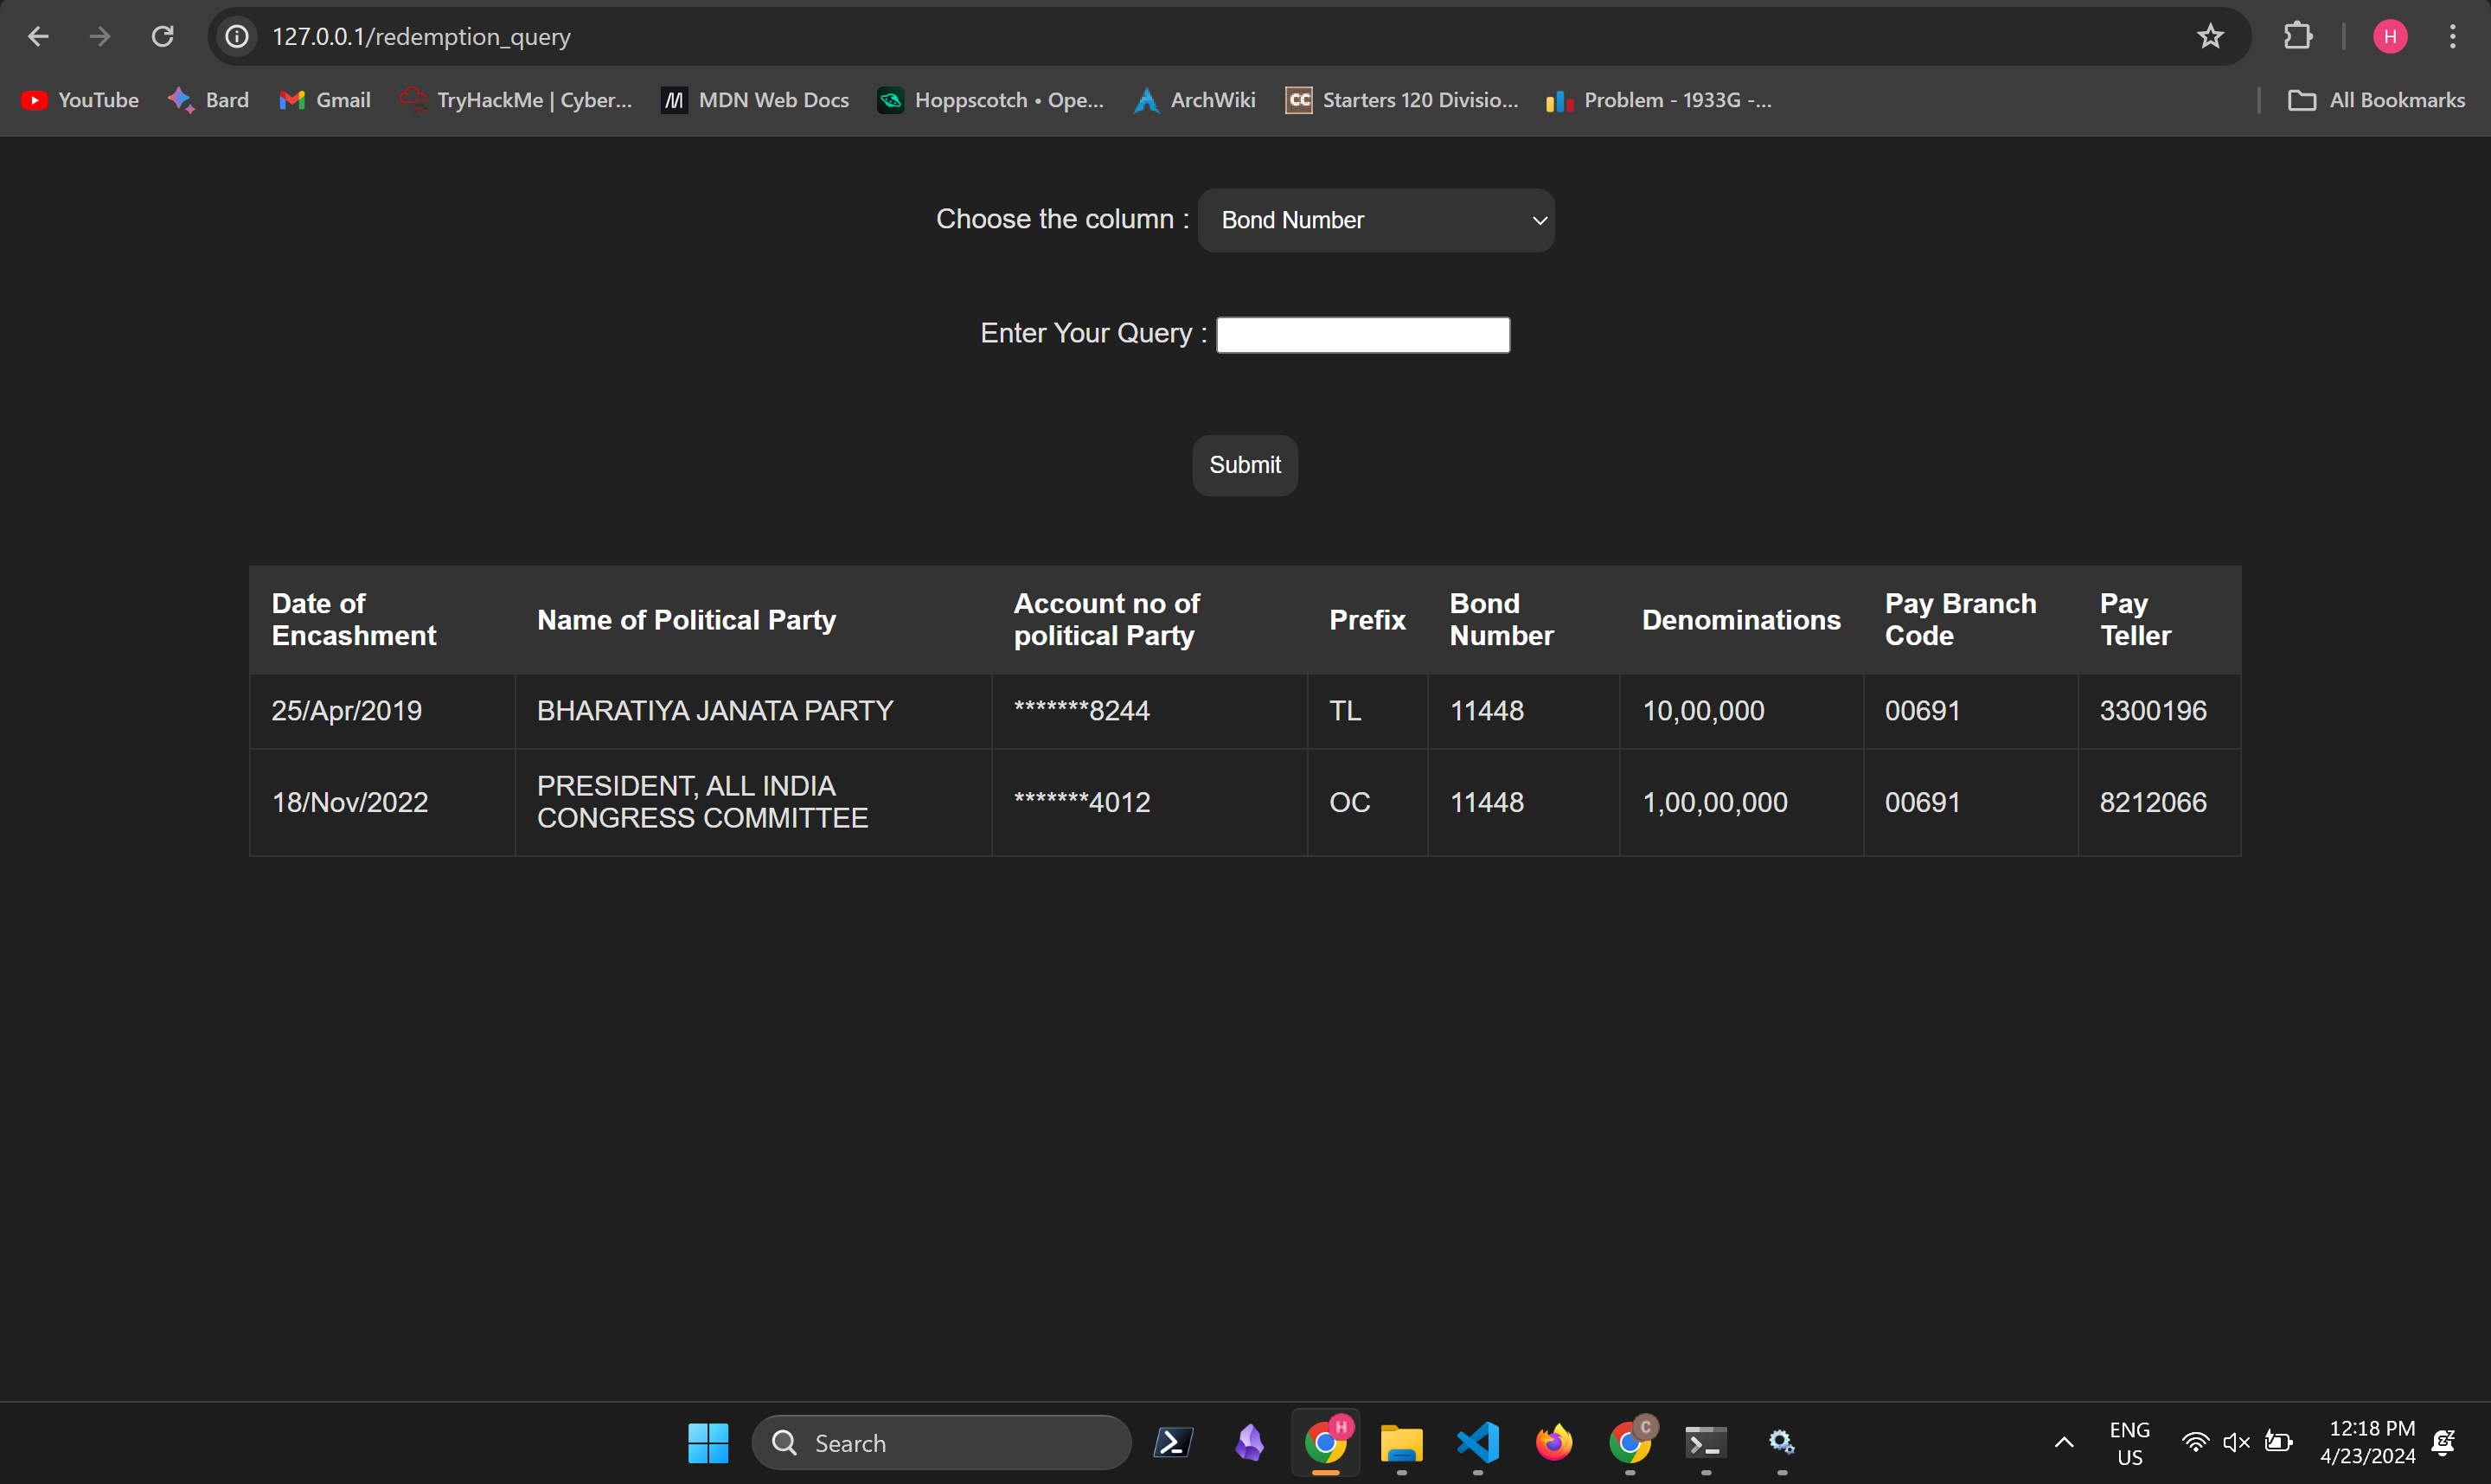 127.0.0.1/redemption_query
H
YouTube Bard Gmail TryHackMe | Cyber... MDN Web Docs Hoppscotch • Ope... ArchWiki CC Starters 120 Divisio... Problem - 1933G -... All Bookmarks
Choose the column : Bond Number
Enter Your Query :
Submit
Date of Encashment Name of Political Party Account no of political Party Prefix Bond Number Denominations Pay Branch Code Pay Teller
25/Apr/2019 BHARATIYA JANATA PARTY *******8244 TL 11448 10,00,000 00691 3300196
18/Nov/2022 PRESIDENT, ALL INDIA CONGRESS COMMITTEE *******4012 OC 11448 1,00,00,000 00691 8212066
Search
H
C
ENG
US
12:18 PM
4/23/2024